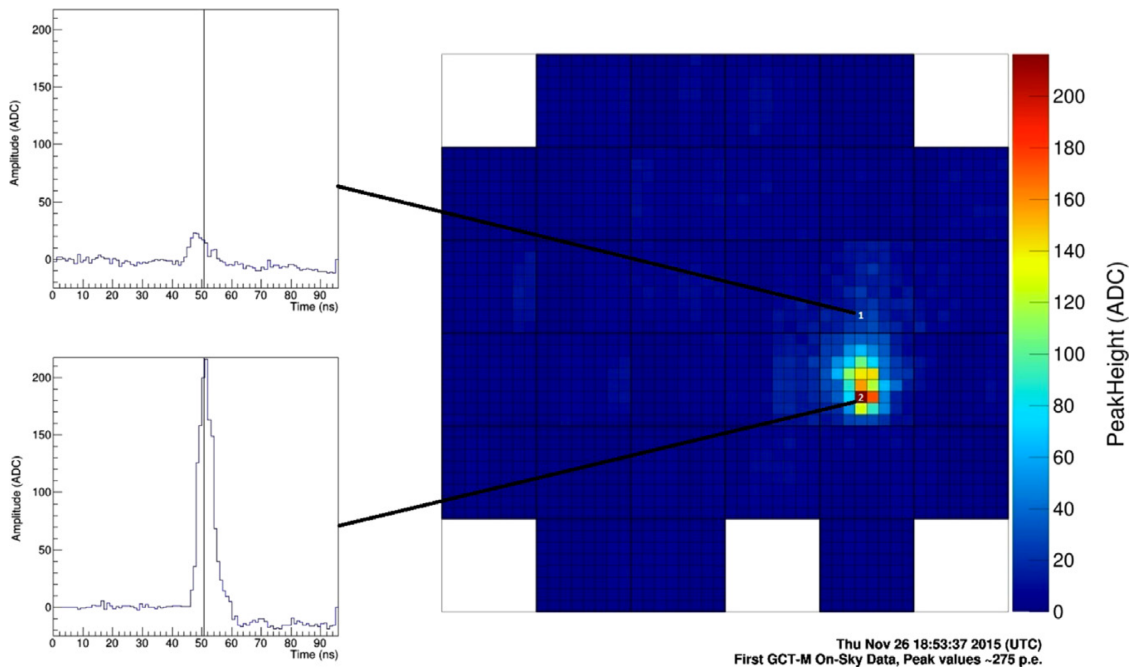 200
150
100
50
0
Amplitude (ADC)
0 10 20 30 40 50 60 70 80 90
Time (ns)
200
150
100
50
0
Amplitude (ADC)
0 10 20 30 40 50 60 70 80 90
Time (ns)
1
2
200
180
160
140
120
100
80
60
40
20
0
PeakHeight (ADC)
Thu Nov 26 18:53:37 2015 (UTC)
First GCT-M On-Sky Data, Peak values ~275 p.e.